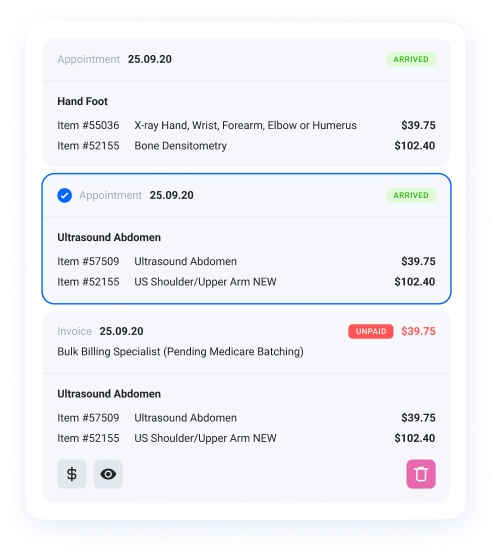 Appointment 25.09.20 ARRIVED
Hand Foot
Item #55036 X-ray Hand, Wrist, Forearm, Elbow or Humerus $39.75
Item #52155 Bone Densitometry $102.40
Appointment 25.09.20 ARRIVED
Ultrasound Abdomen
Item #57509 Ultrasound Abdomen $39.75
Item #52155 US Shoulder/Upper Arm NEW $102.40
Invoice 25.09.20 UNPAID $39.75
Bulk Billing Specialist (Pending Medicare Batching)
Ultrasound Abdomen
Item #57509 Ultrasound Abdomen $39.75
Item #52155 US Shoulder/Upper Arm NEW $102.40
$